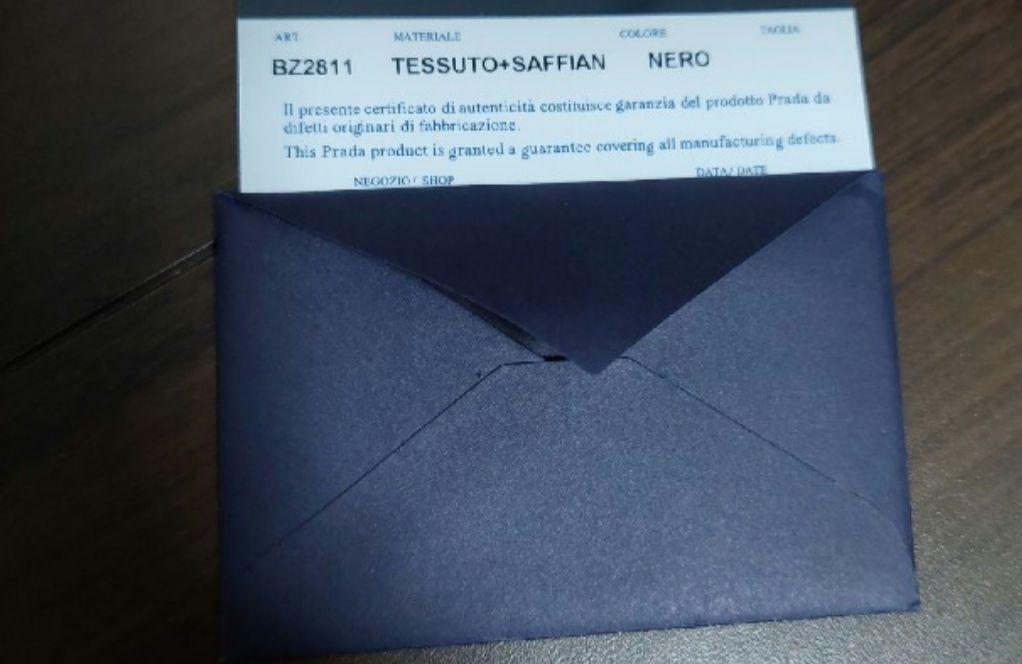 ART. MATERIALE COLORE TAGLIA
BZ2811 TESSUTO+SAFFIAN NERO
Il presente certificato di autenticità costituisce garanzia del prodotto Prada da
difetti originari di fabbricazione.
This Prada product is granted a guarantee covering all manufacturing defects.
NEGOZIO / SHOP DATA/ DATE